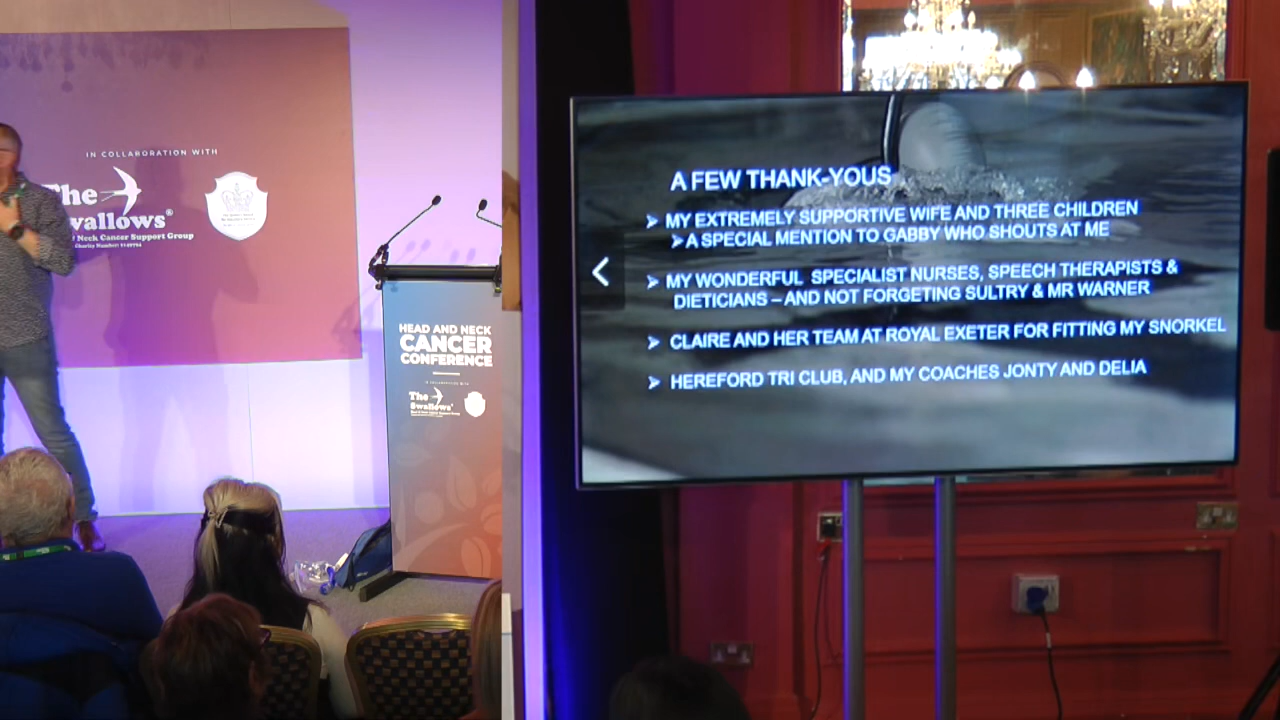 IN COLLABORATION WITH
The
Swallows®
Neck Cancer Support Group
HEAD AND NECK
CANCER
CONFERENCE
The
Swallows
A FEW THANK-YOUS
➤ MY EXTREMELY SUPPORTIVE WIFE AND THREE CHILDREN
➤ A SPECIAL MENTION TO GABBY WHO SHOUTS AT ME
➤ MY WONDERFUL SPECIALIST NURSES, SPEECH THERAPISTS &
DIETICIANS – AND NOT FORGETING SULTRY & MR WARNER
➤ CLAIRE AND HER TEAM AT ROYAL EXETER FOR FITTING MY SNORKEL
➤ HEREFORD TRI CLUB, AND MY COACHES JONTY AND DELIA